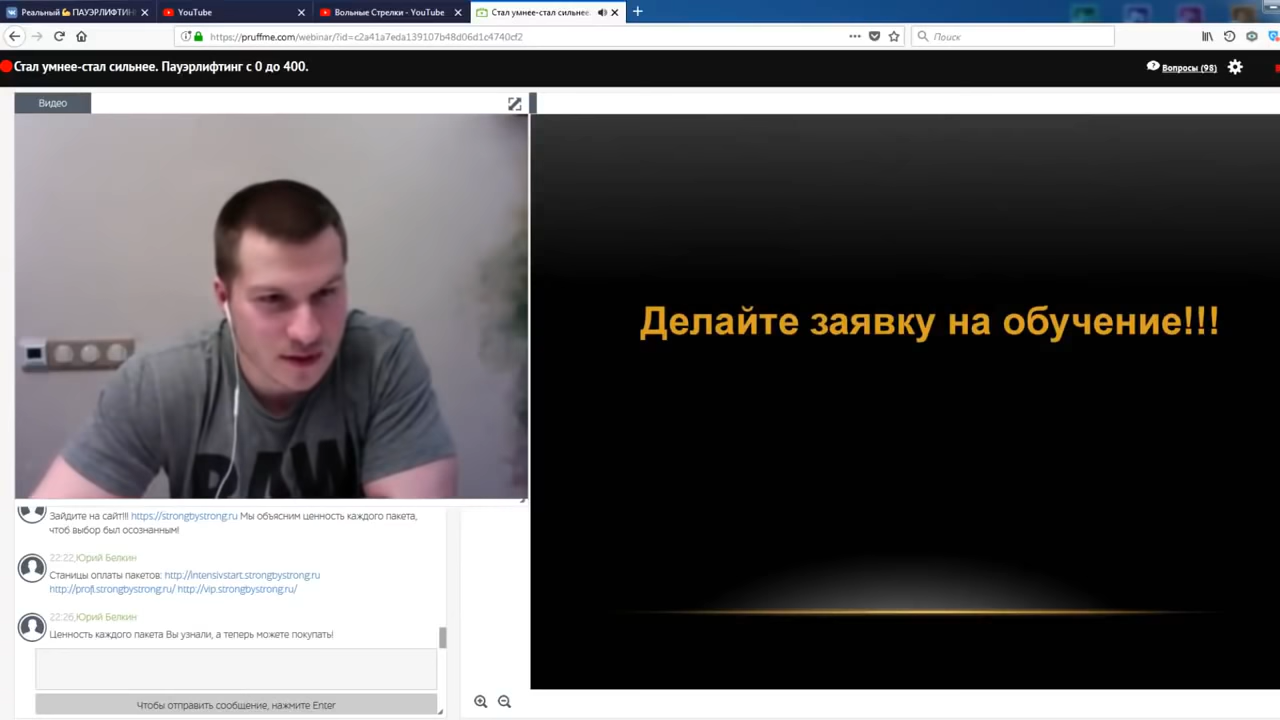 Реальный 💪 ПАУЭРЛИФТИНГ
YouTube
Вольные Стрелки - YouTube
Стал умнее-стал сильнее.
https://pruffme.com/webinar/?id=c2a41a7eda139107b48d06d1c4740cf2
Поиск
Стал умнее-стал сильнее. Пауэрлифтинг с 0 до 400.
Вопросы (98)
Видео
RAW
Делайте заявку на обучение!!!
Зайдите на сайт!!! https://strongbystrong.ru Мы объясним ценность каждого пакета,
чтоб выбор был осознанным!
22:22 Юрий Белкин
Станицы оплаты пакетов: http://intensivstart.strongbystrong.ru
http://profi.strongbystrong.ru/ http://vip.strongbystrong.ru/
22:26 Юрий Белкин
Ценность каждого пакета Вы узнали, а теперь можете покупать!
Чтобы отправить сообщение, нажмите Enter